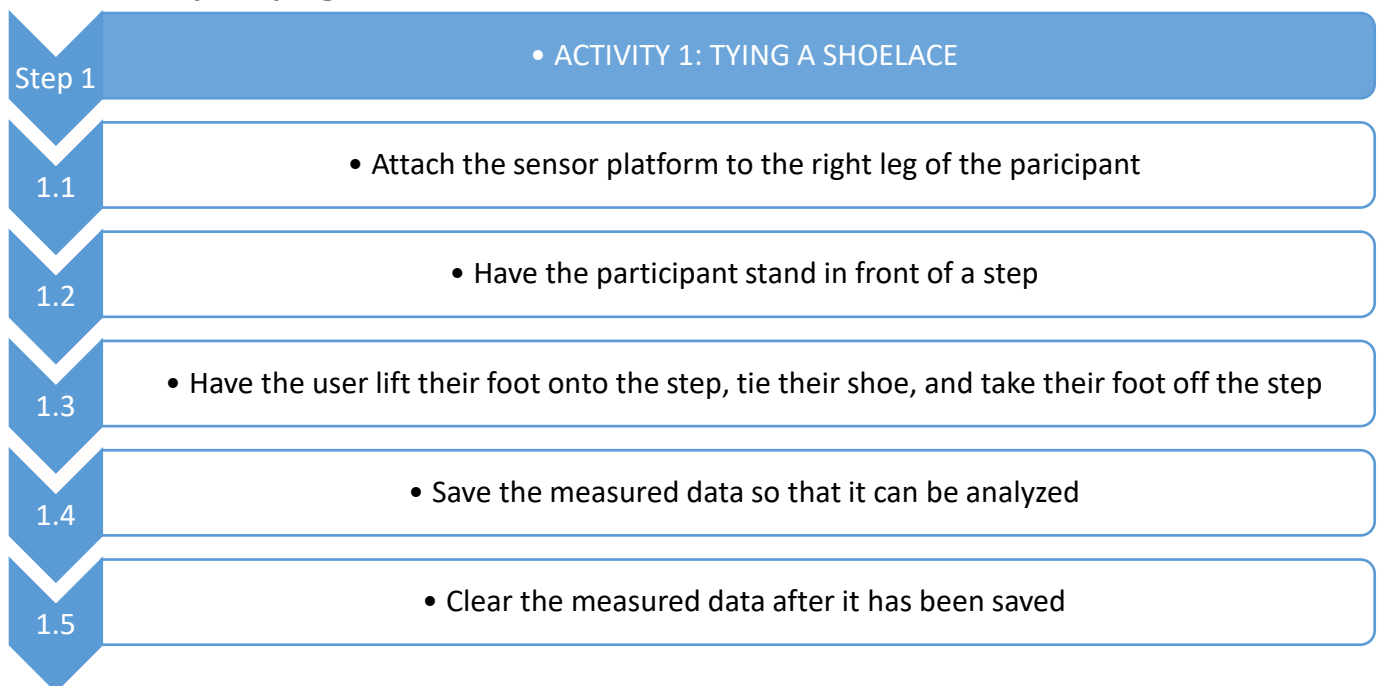 Step 1
• ACTIVITY 1: TYING A SHOELACE
1.1
• Attach the sensor platform to the right leg of the paricipant
1.2
• Have the participant stand in front of a step
1.3
• Have the user lift their foot onto the step, tie their shoe, and take their foot off the step
1.4
• Save the measured data so that it can be analyzed
1.5
• Clear the measured data after it has been saved